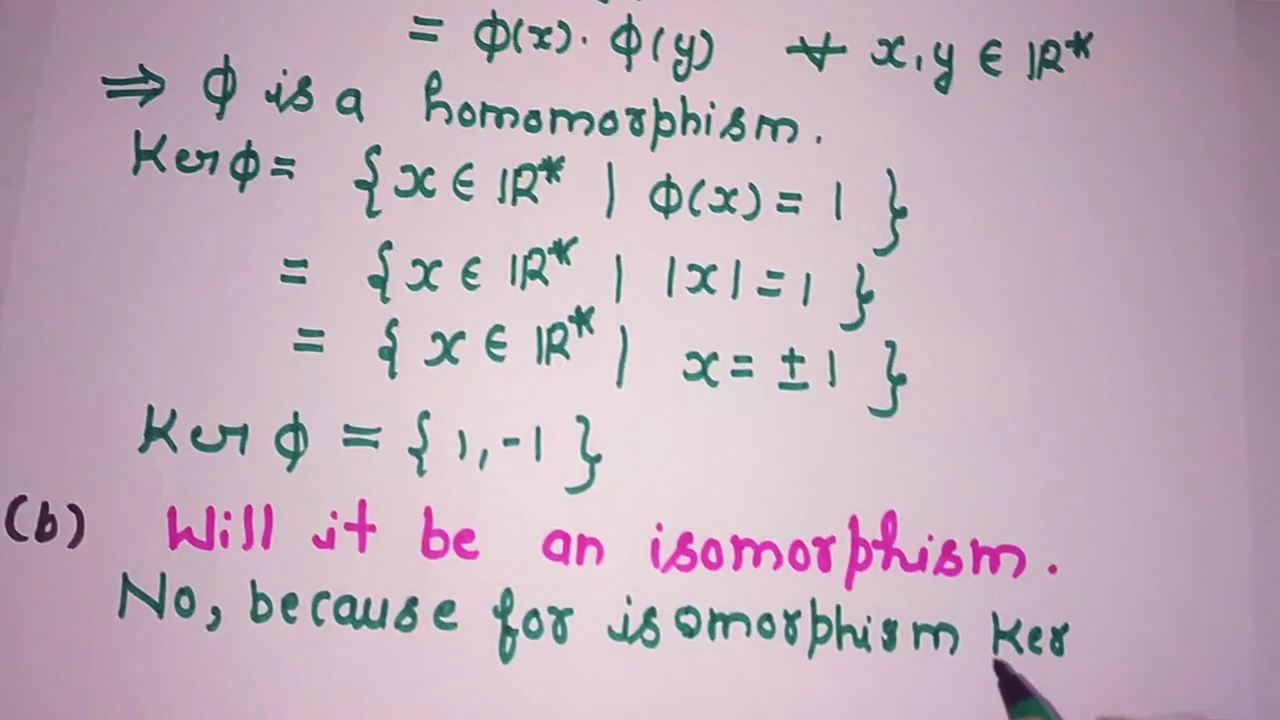 = ϕ(x). ϕ(y) ∀ x,y ∈ ℝ*
⇒ ϕ is a homomorphism.
Ker ϕ = {x ∈ ℝ* | ϕ(x) = 1 }
= {x ∈ ℝ* | |x| = 1 }
= { x ∈ ℝ* | x = ± 1 }
Ker ϕ = {1, -1 }
(b) Will it be an isomorphism.
No, because for isomorphism Ker